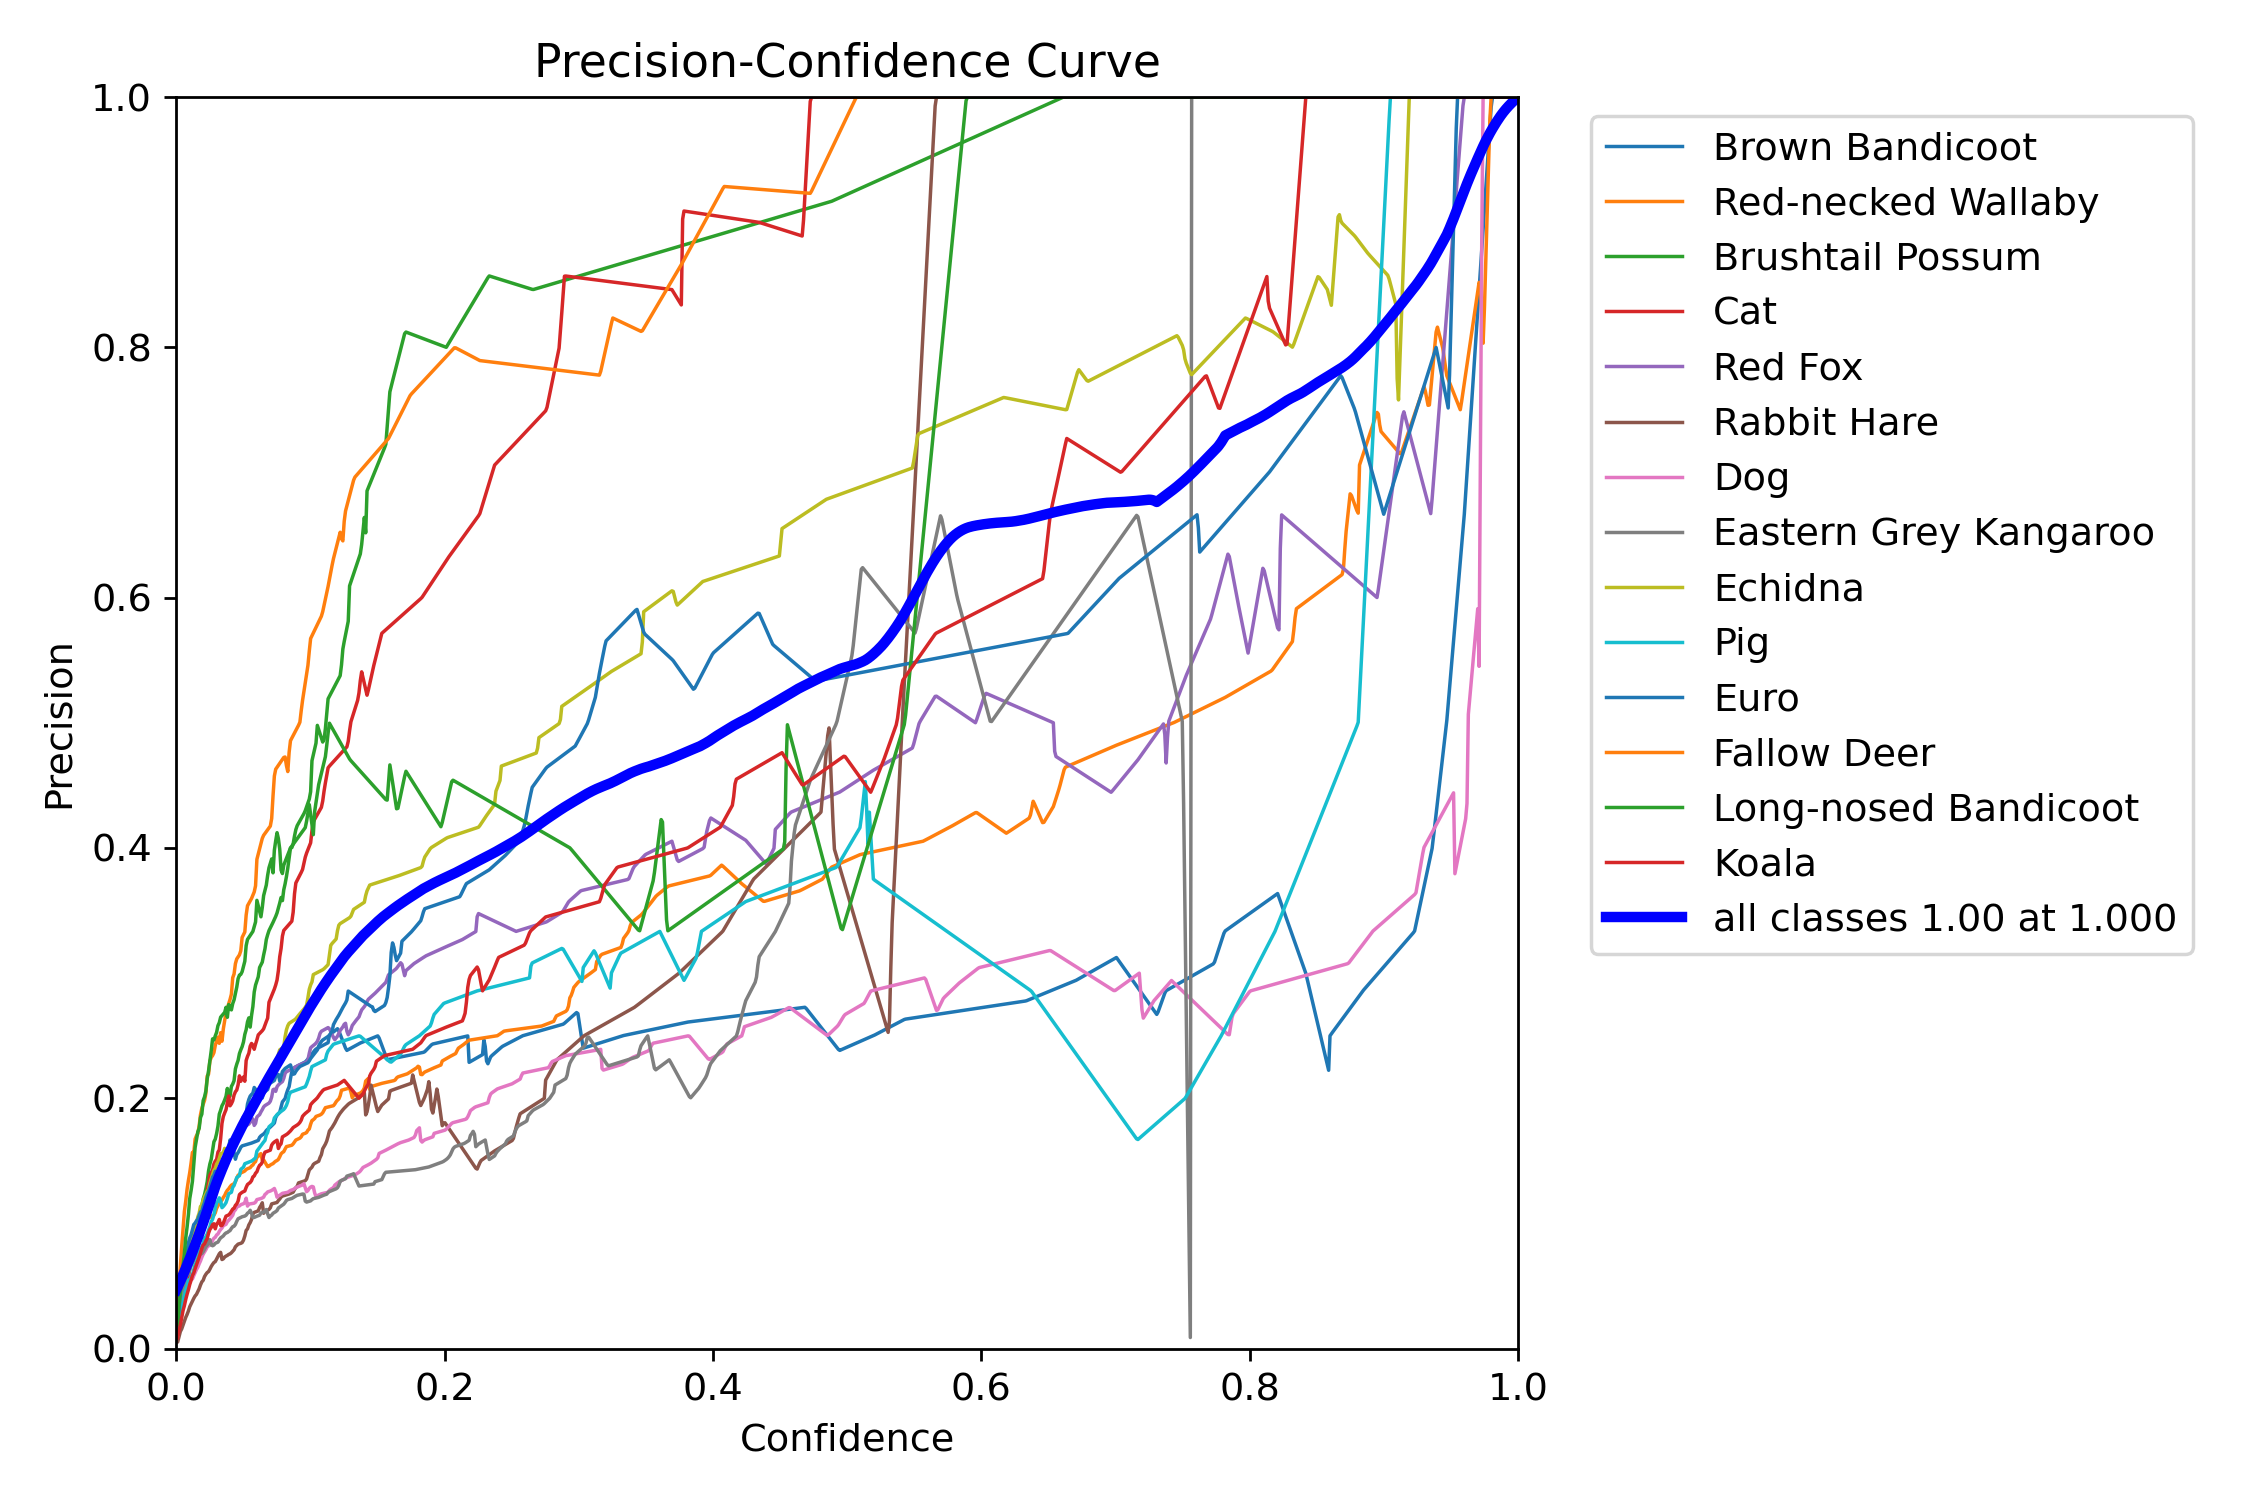 Precision-Confidence Curve
1.0
0.8
0.6
0.4
0.2
0.0
Precision
0.0 0.2 0.4 0.6 0.8 1.0
Confidence
Brown Bandicoot
Red-necked Wallaby
Brushtail Possum
Cat
Red Fox
Rabbit Hare
Dog
Eastern Grey Kangaroo
Echidna
Pig
Euro
Fallow Deer
Long-nosed Bandicoot
Koala
all classes 1.00 at 1.000